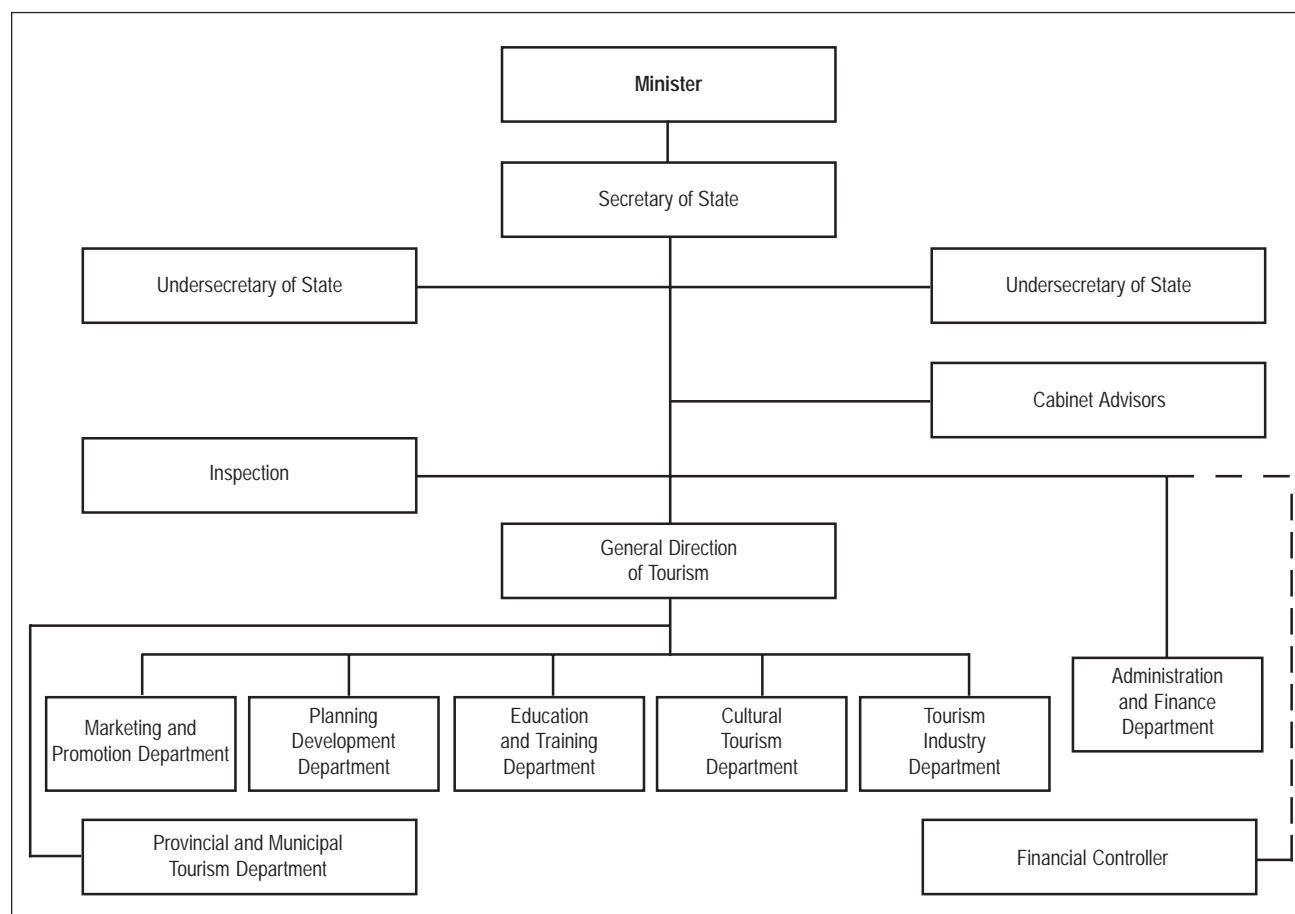 Minister
Secretary of State
Undersecretary of State
Undersecretary of State
Cabinet Advisors
Inspection
General Direction
of Tourism
Marketing and
Promotion Department
Planning
Development
Department
Education
and Training
Department
Cultural
Tourism
Department
Tourism
Industry
Department
Administration
and Finance
Department
Provincial and Municipal
Tourism Department
Financial Controller